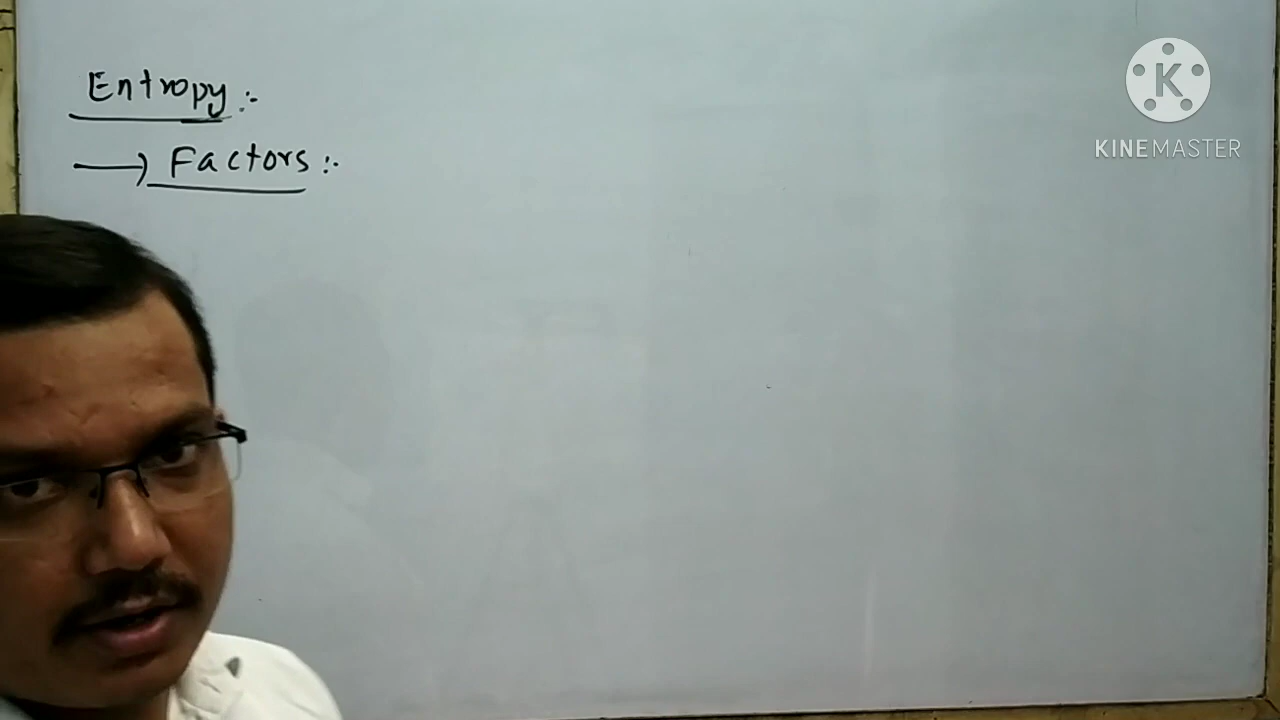 Entropy :-
→ Factors :-
K
KINEMASTER